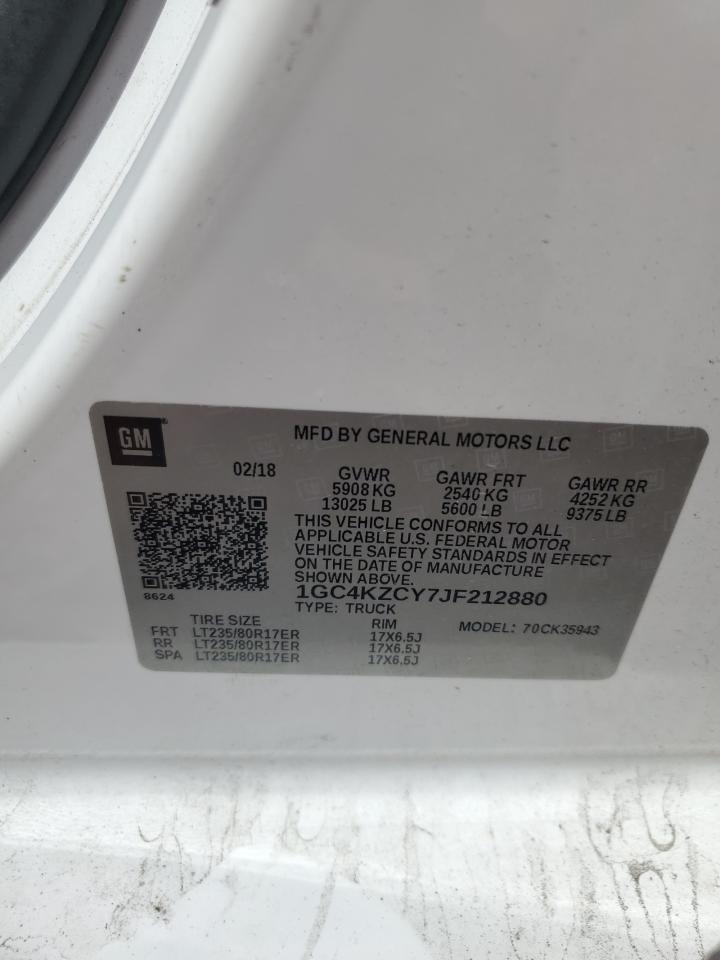 GM
MFD BY GENERAL MOTORS LLC
02/18 GVWR GAWR FRT GAWR RR
5908 KG 2540 KG 4252 KG
13025 LB 5600 LB 9375 LB
THIS VEHICLE CONFORMS TO ALL
APPLICABLE U.S. FEDERAL MOTOR
VEHICLE SAFETY STANDARDS IN EFFECT
ON THE DATE OF MANUFACTURE
SHOWN ABOVE.
8624
1GC4KZCY7JF212880
TYPE: TRUCK
TIRE SIZE RIM MODEL: 70CK35943
FRT LT235/80R17ER 17X6.5J
RR LT235/80R17ER 17X6.5J
SPA LT235/80R17ER 17X6.5J